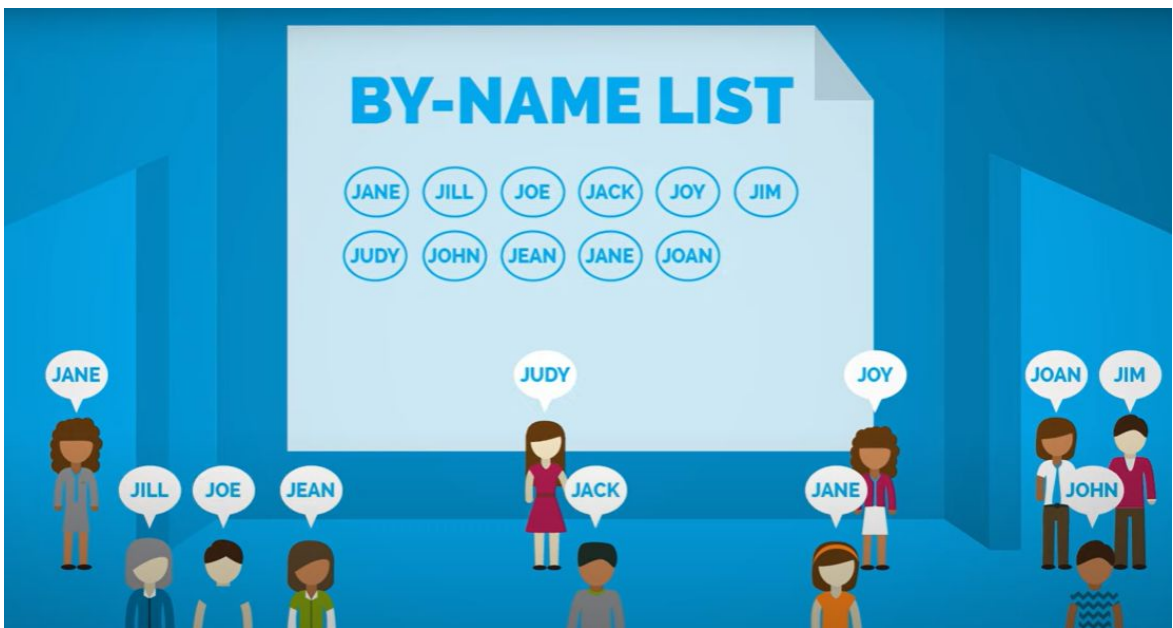 BY-NAME LIST
JANE JILL JOE JACK JOY JIM
JUDY JOHN JEAN JANE JOAN
JANE JUDY JOY JOAN JIM
JILL JOE JEAN JACK JANE JOHN